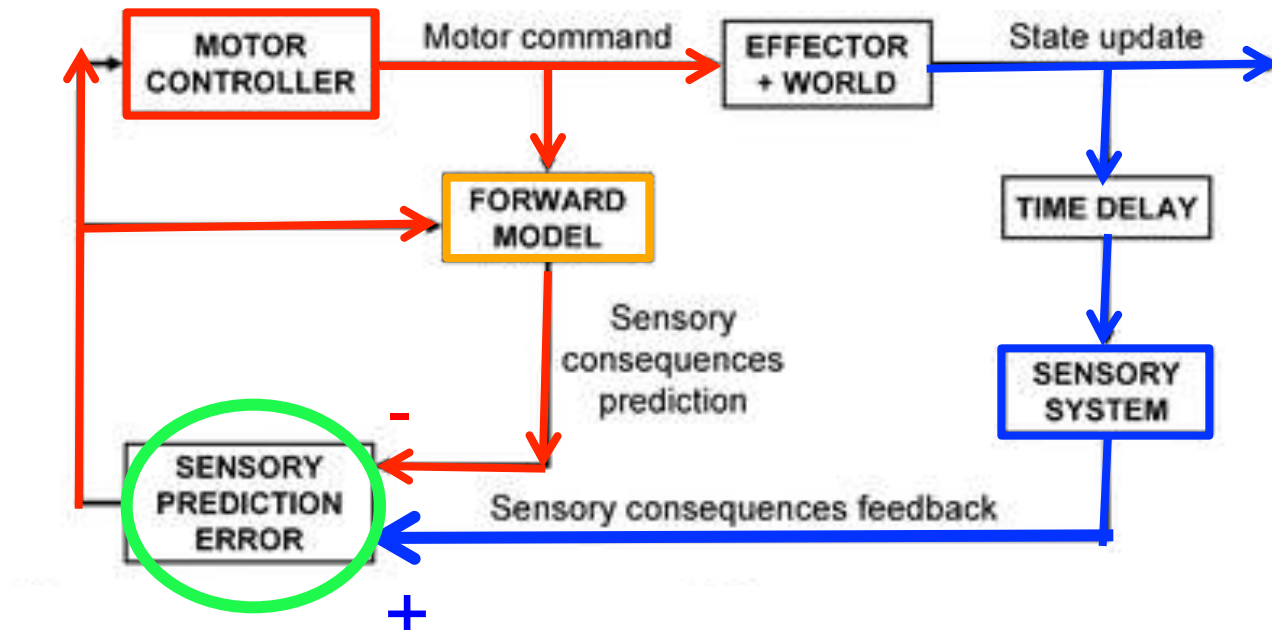 MOTOR
CONTROLLER
Motor command
EFFECTOR
+ WORLD
State update
FORWARD
MODEL
TIME DELAY
Sensory
consequences
prediction
SENSORY
SYSTEM
-
SENSORY
PREDICTION
ERROR
Sensory consequences feedback
+